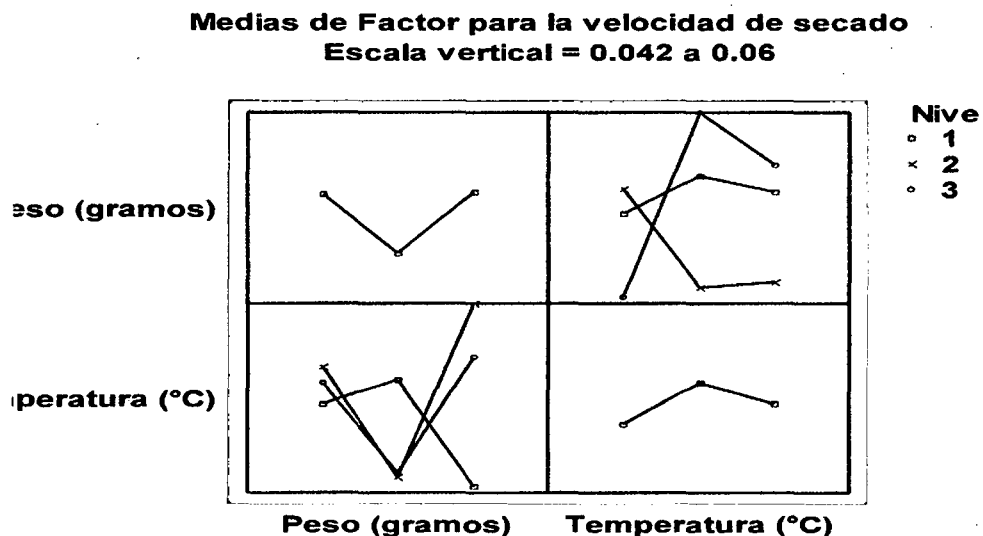 Medias de Factor para la velocidad de secado
Escala vertical = 0.042 a 0.06
Nive
1
2
3
eso (gramos)
peratura (°C)
Peso (gramos) Temperatura (°C)